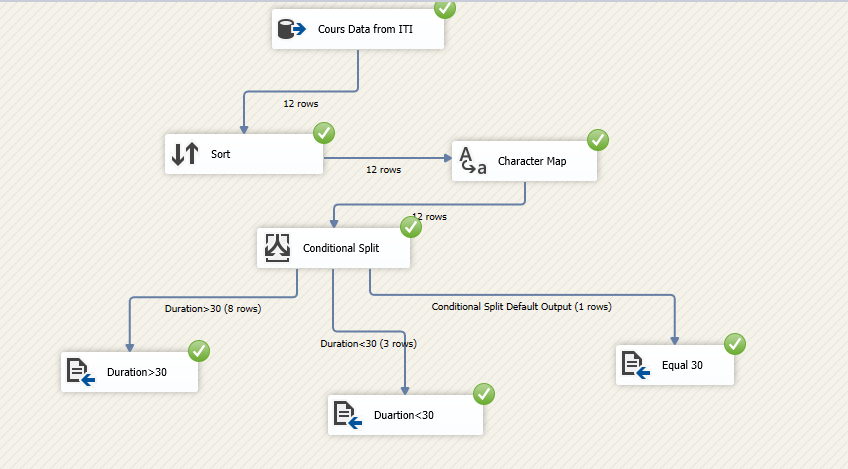 Cours Data from ITI
12 rows
Sort
12 rows
Character Map
12 rows
Conditional Split
Duration>30 (8 rows)
Conditional Split Default Output (1 rows)
Duration<30 (3 rows)
Duration>30
Equal 30
Duartion<30